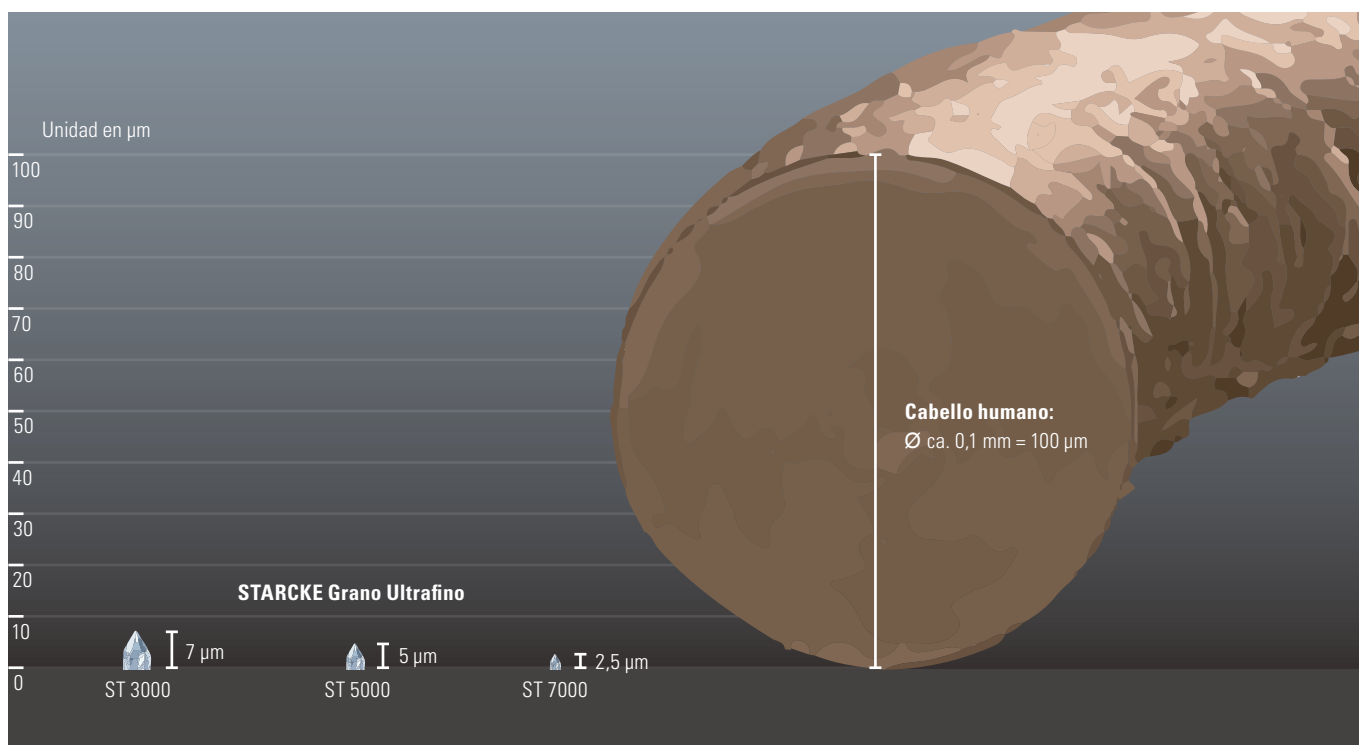 Unidad en µm
100
90
80
70
60
50
40
30
20
10
0
Cabello humano:
Ø ca. 0,1 mm = 100 µm
STARCKE Grano Ultrafino
7 µm
5 µm
2,5 µm
ST 3000
ST 5000
ST 7000